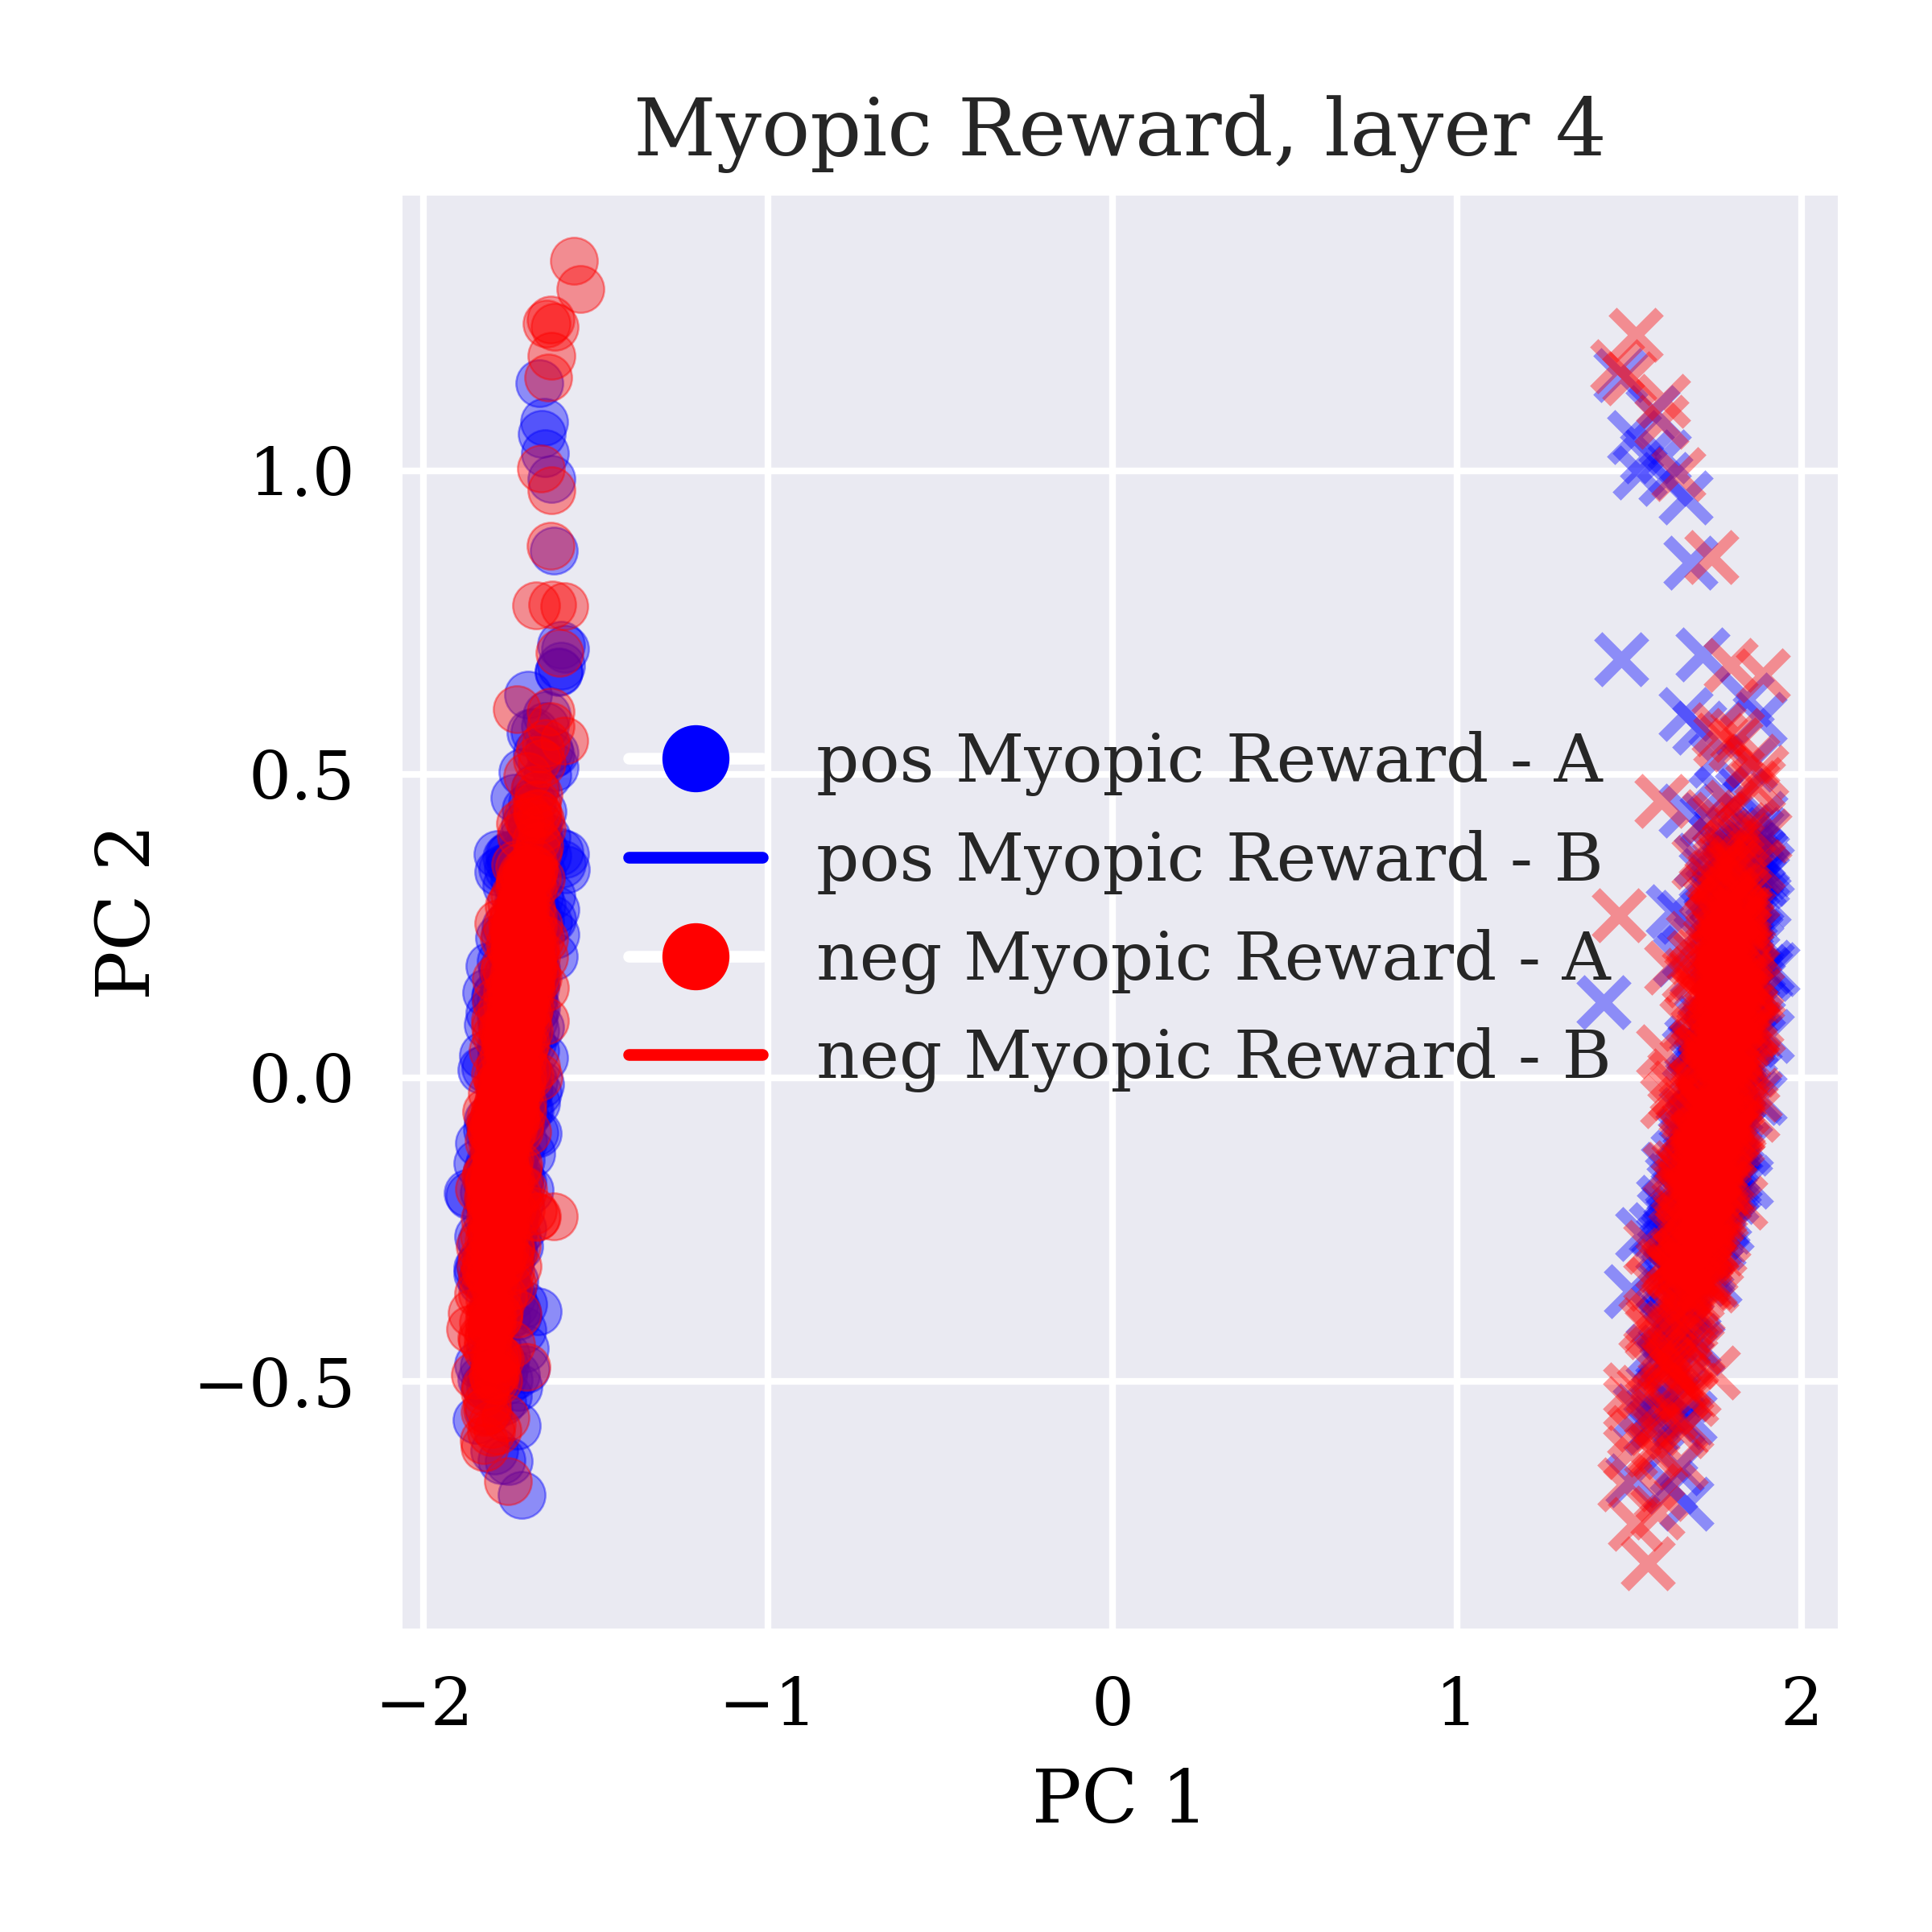 Myopic Reward, layer 4
1.0
0.5
0.0
−0.5
PC 2
pos Myopic Reward - A
pos Myopic Reward - B
neg Myopic Reward - A
neg Myopic Reward - B
−2 −1 0 1 2
PC 1